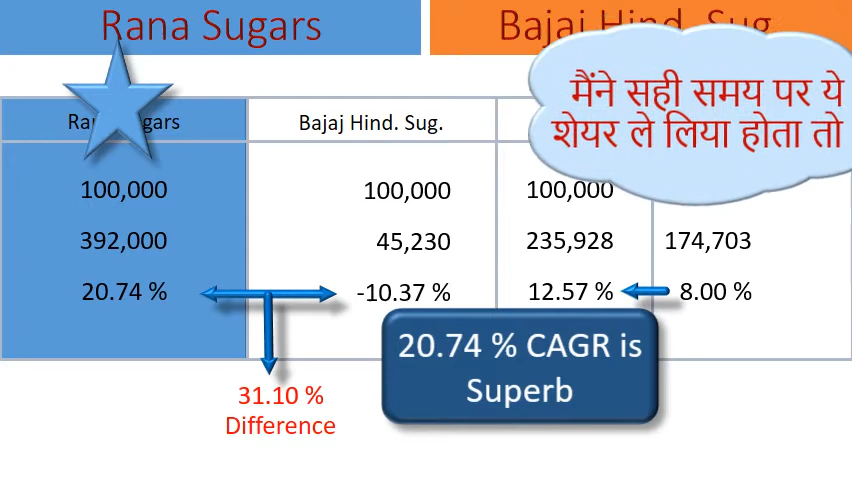 Rana Sugars
Bajaj Hind. Sug.
मैंने सही समय पर ये
शेयर ले लिया होता तो
Sugars Bajaj Hind. Sug.
100,000 100,000 100,000
392,000 45,230 235,928 174,703
20.74 % -10.37 % 12.57 % 8.00 %
20.74 % CAGR is
Superb
31.10 %
Difference